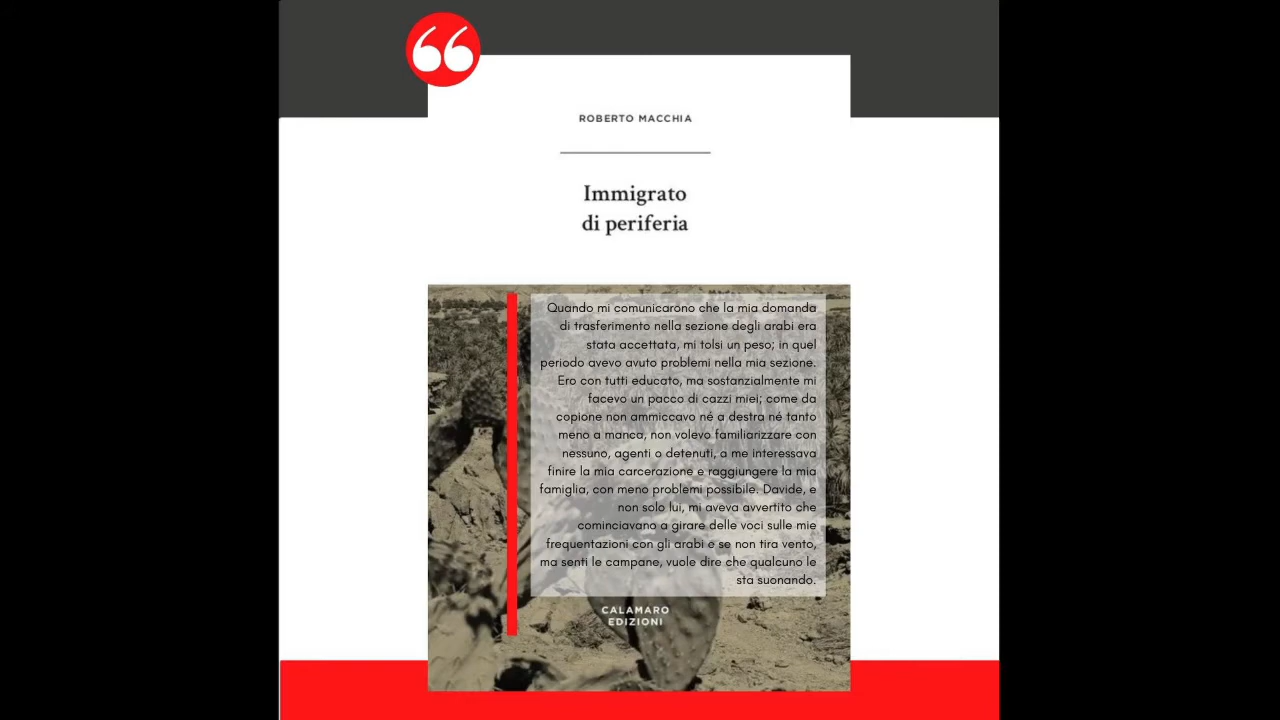 ROBERTO MACCHIA
Immigrato
di periferia
Quando mi comunicarono che la mia domanda
di trasferimento nella sezione degli arabi era
stata accettata, mi tolsi un peso; in quel
periodo avevo avuto problemi nella mia sezione.
Ero con tutti educato, ma sostanzialmente mi
facevo un pacco di cazzi miei; come da
copione non ammiccavo né a destra né tanto
meno a manca, non volevo familiarizzare con
nessuno, agenti o detenuti, a me interessava
finire la mia carcerazione e raggiungere la mia
famiglia, con meno problemi possibile. Davide, e
non solo lui, mi aveva avvertito che
cominciavano a girare delle voci sulle mie
frequentazioni con gli arabi e se non tira vento,
ma senti le campane, vuole dire che qualcuno le
sta suonando.
CALAMARO
EDIZIONI